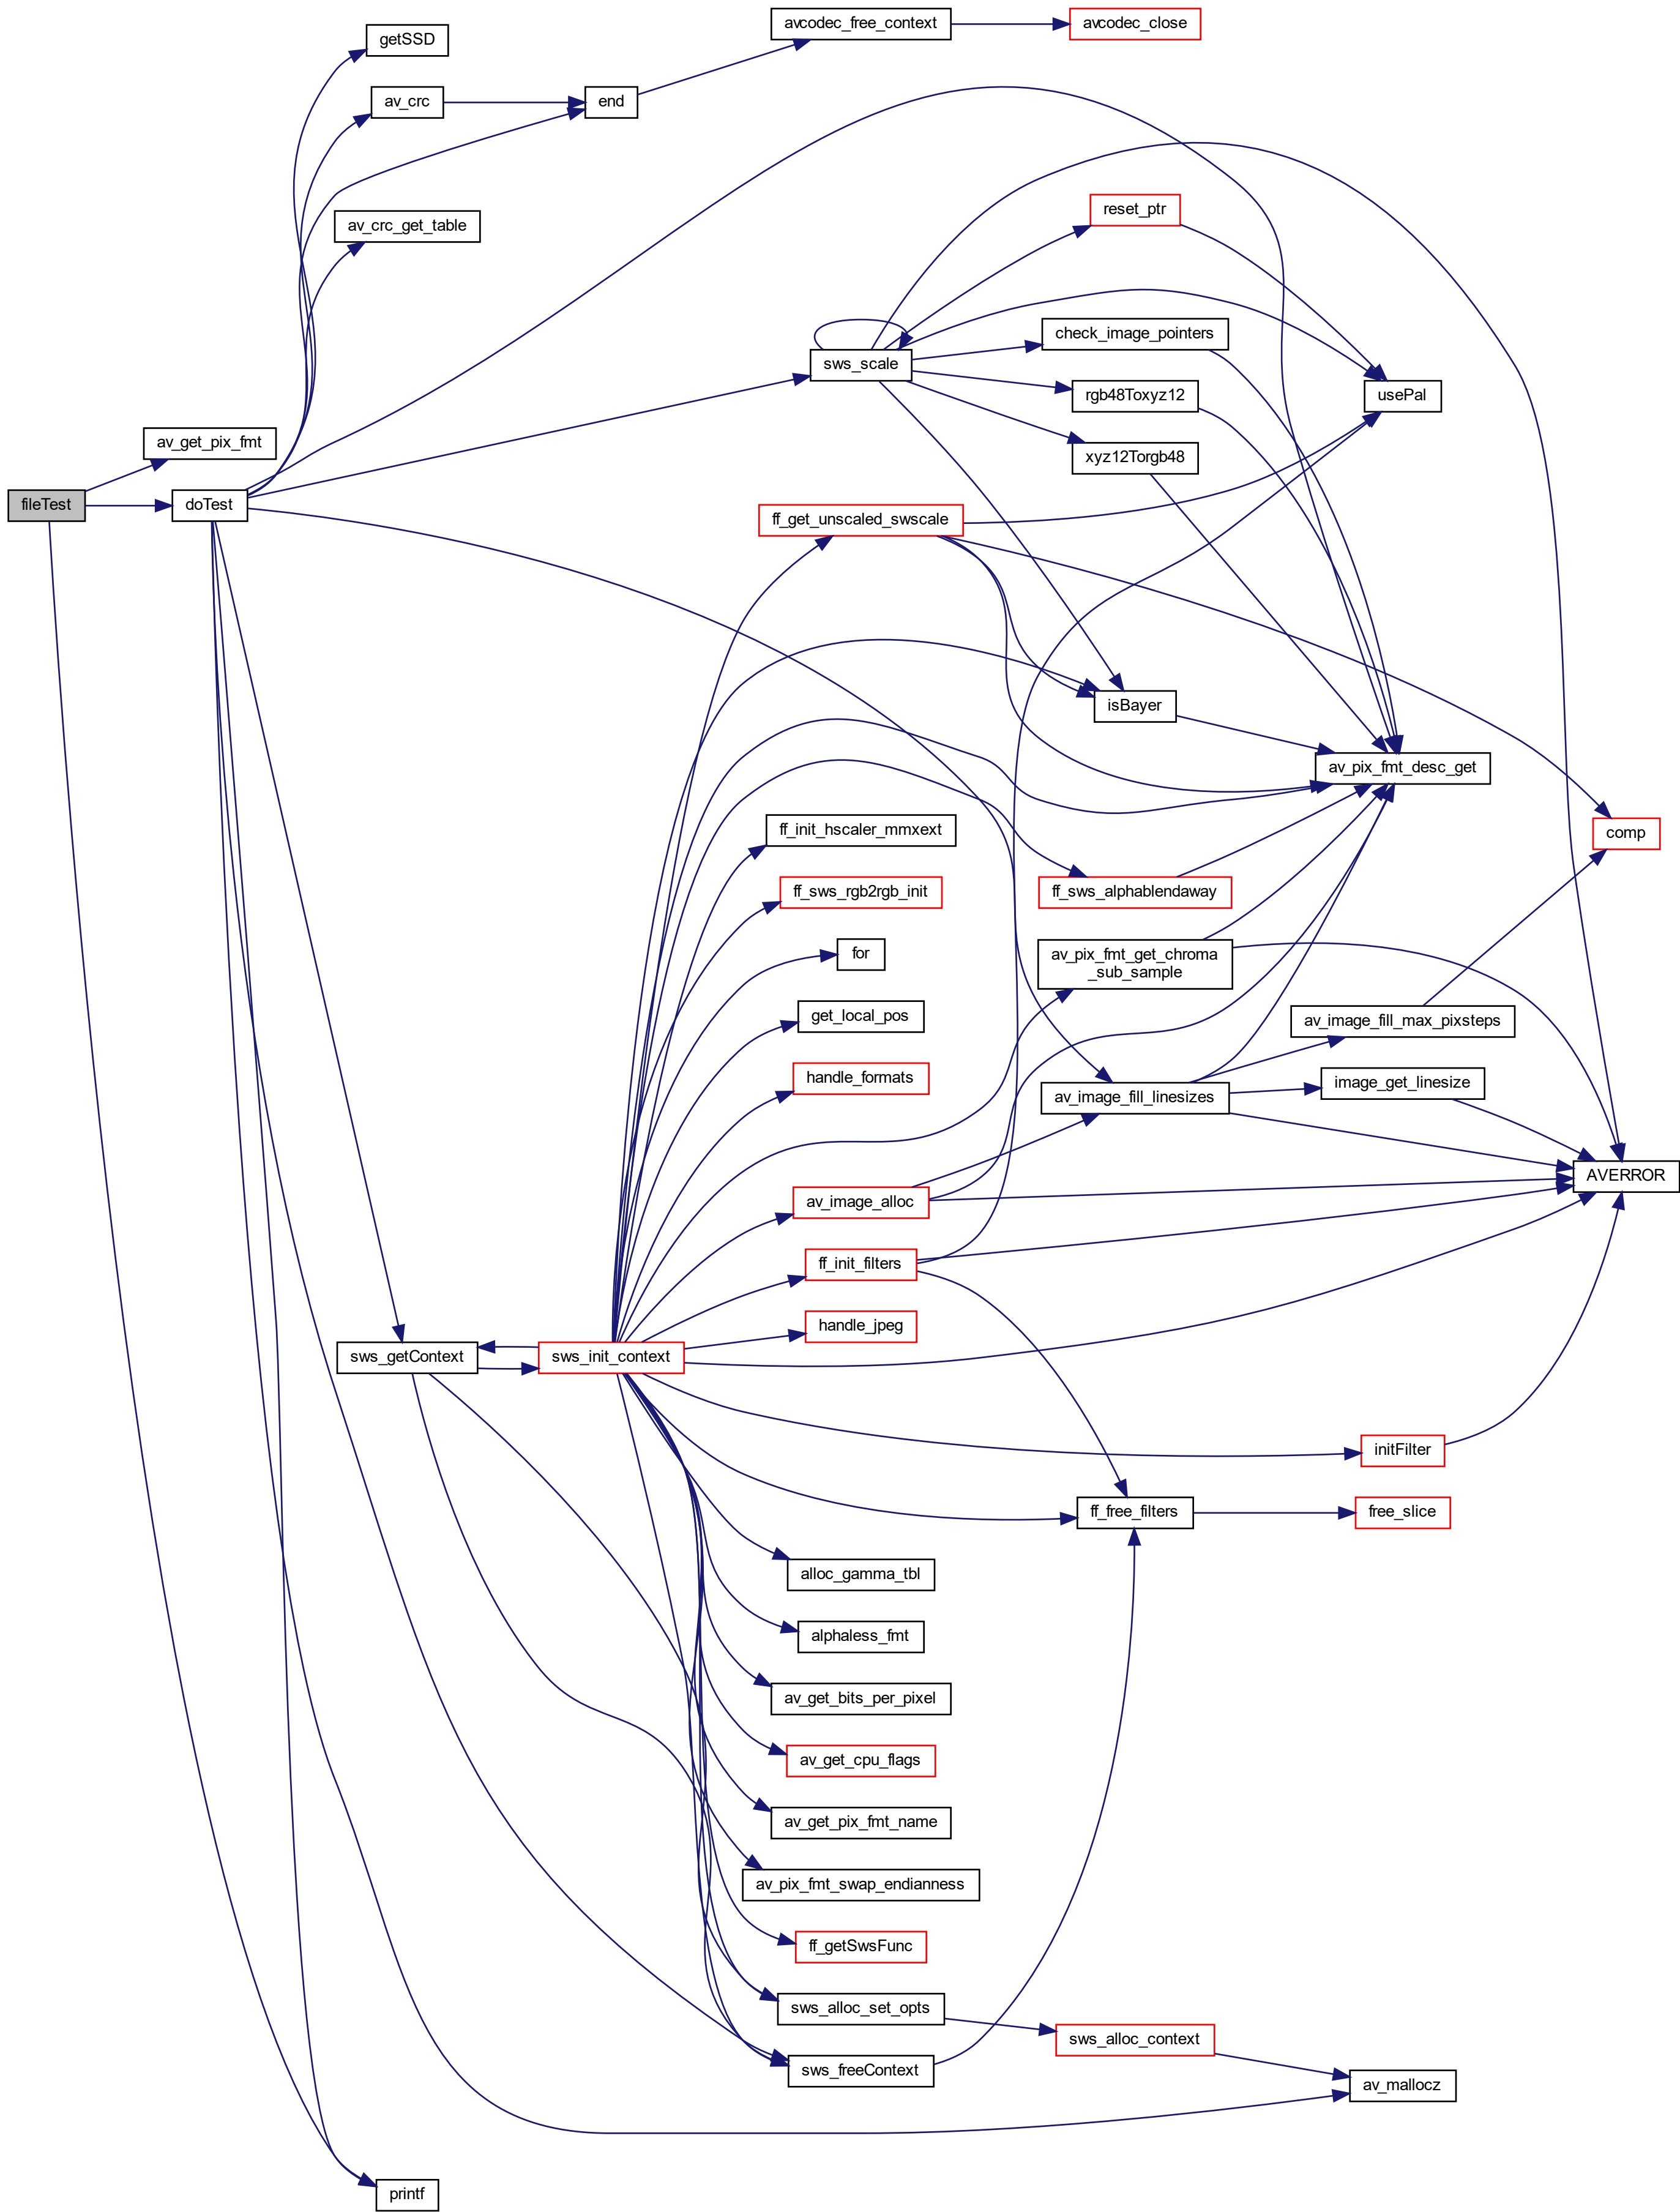 avcodec_free_context
avcodec_close
getSSD
av_crc
end
av_crc_get_table
reset_ptr
check_image_pointers
sws_scale
rgb48Toxyz12
usePal
av_get_pix_fmt
xyz12Torgb48
fileTest
doTest
ff_get_unscaled_swscale
isBayer
av_pix_fmt_desc_get
ff_init_hscaler_mmxext
comp
ff_sws_rgb2rgb_init
ff_sws_alphablendaway
for
av_pix_fmt_get_chroma
_sub_sample
get_local_pos
av_image_fill_max_pixsteps
handle_formats
image_get_linesize
av_image_fill_linesizes
AVERROR
av_image_alloc
ff_init_filters
handle_jpeg
sws_getContext
sws_init_context
initFilter
ff_free_filters
free_slice
alloc_gamma_tbl
alphaless_fmt
av_get_bits_per_pixel
av_get_cpu_flags
av_get_pix_fmt_name
av_pix_fmt_swap_endianness
ff_getSwsFunc
sws_alloc_set_opts
sws_alloc_context
sws_freeContext
av_mallocz
printf